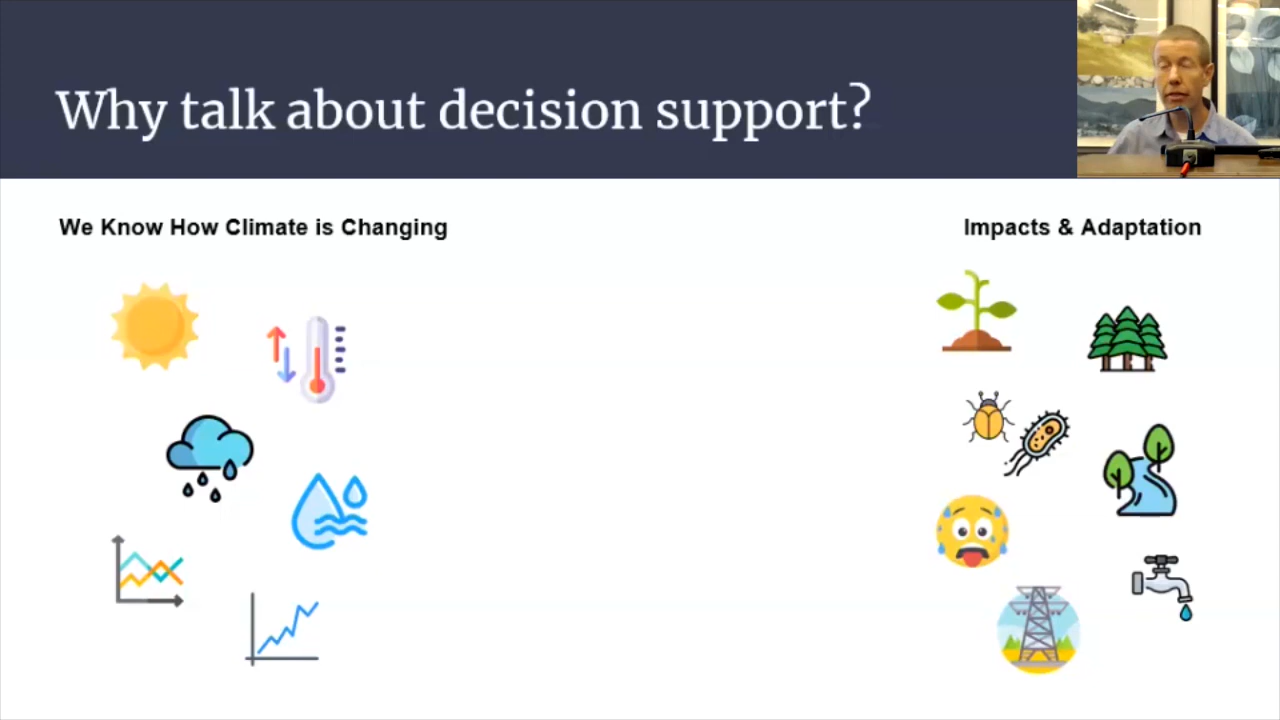 Why talk about decision support?
We Know How Climate is Changing
Impacts & Adaptation